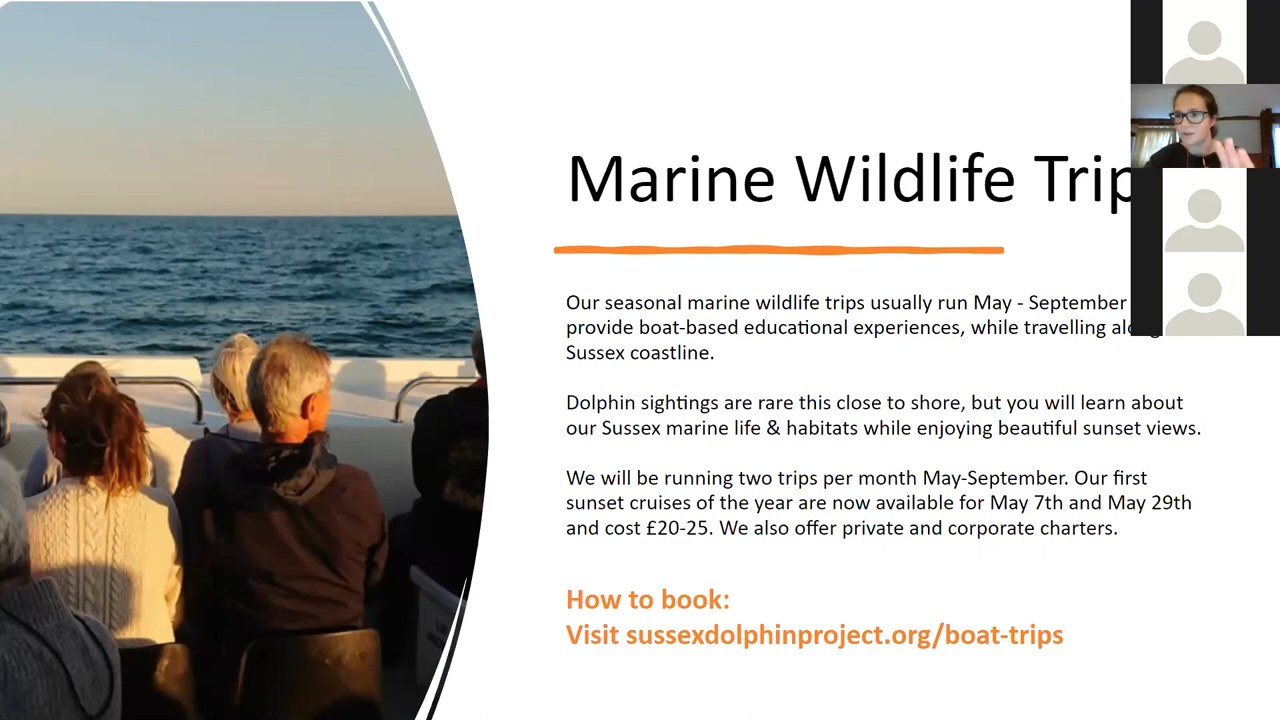 Marine Wildlife Trip
Our seasonal marine wildlife trips usually run May - September
provide boat-based educational experiences, while travelling
Sussex coastline.
Dolphin sightings are rare this close to shore, but you will learn about
our Sussex marine life & habitats while enjoying beautiful sunset views.
We will be running two trips per month May-September. Our first
sunset cruises of the year are now available for May 7th and May 29th
and cost £20-25. We also offer private and corporate charters.
How to book:
Visit sussexdolphinproject.org/boat-trips